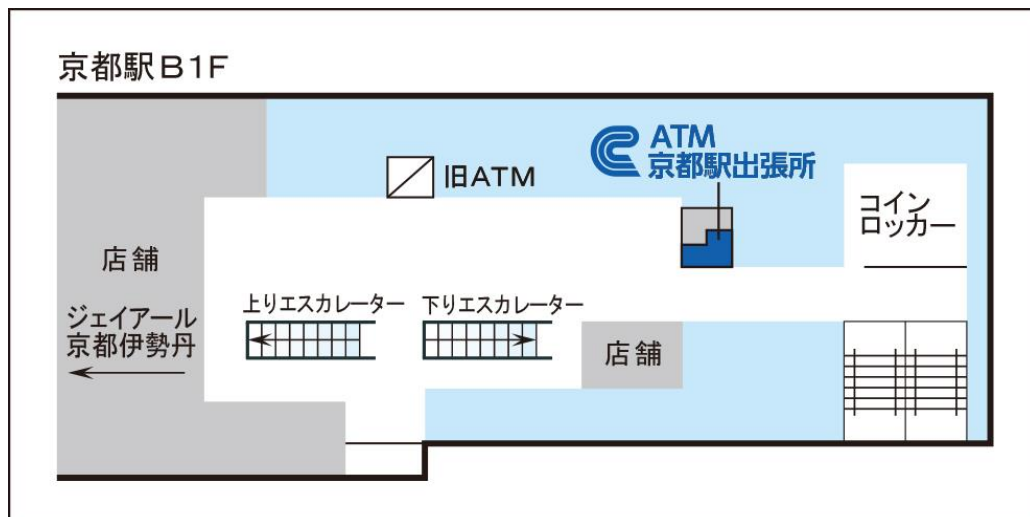 京都駅B1F
ATM
京都駅出張所
旧ATM
コイン
ロッカー
店舗
上りエスカレーター
下りエスカレーター
ジェイアール
京都伊勢丹
店舗